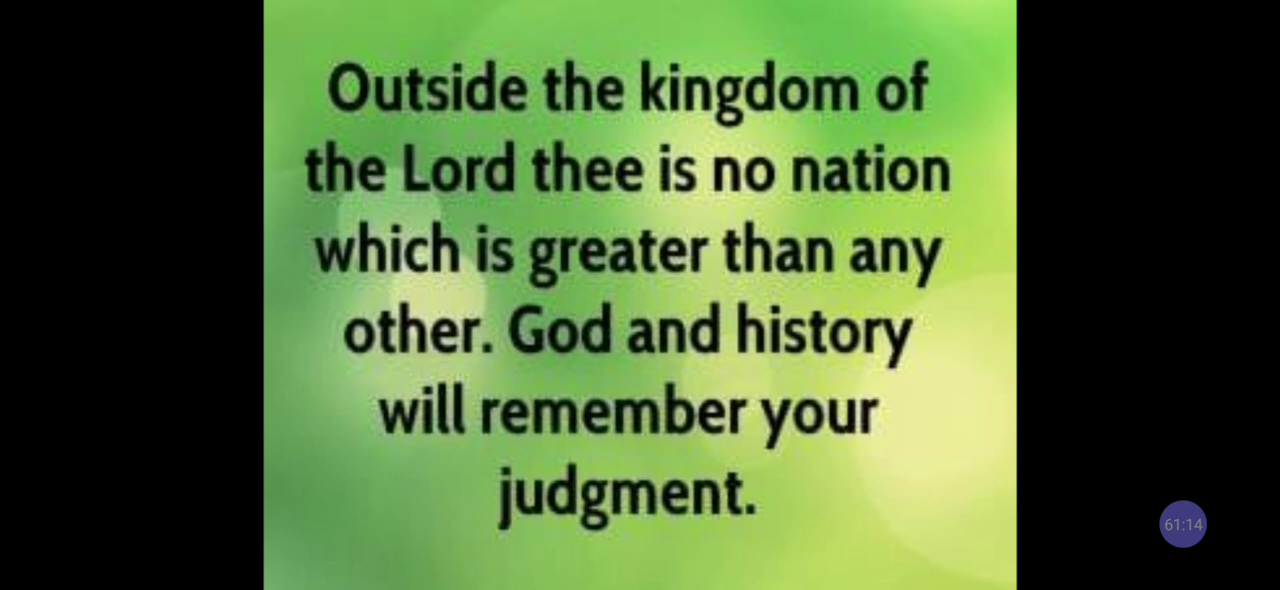 Outside the kingdom of
the Lord thee is no nation
which is greater than any
other. God and history
will remember your
judgment.
61:14